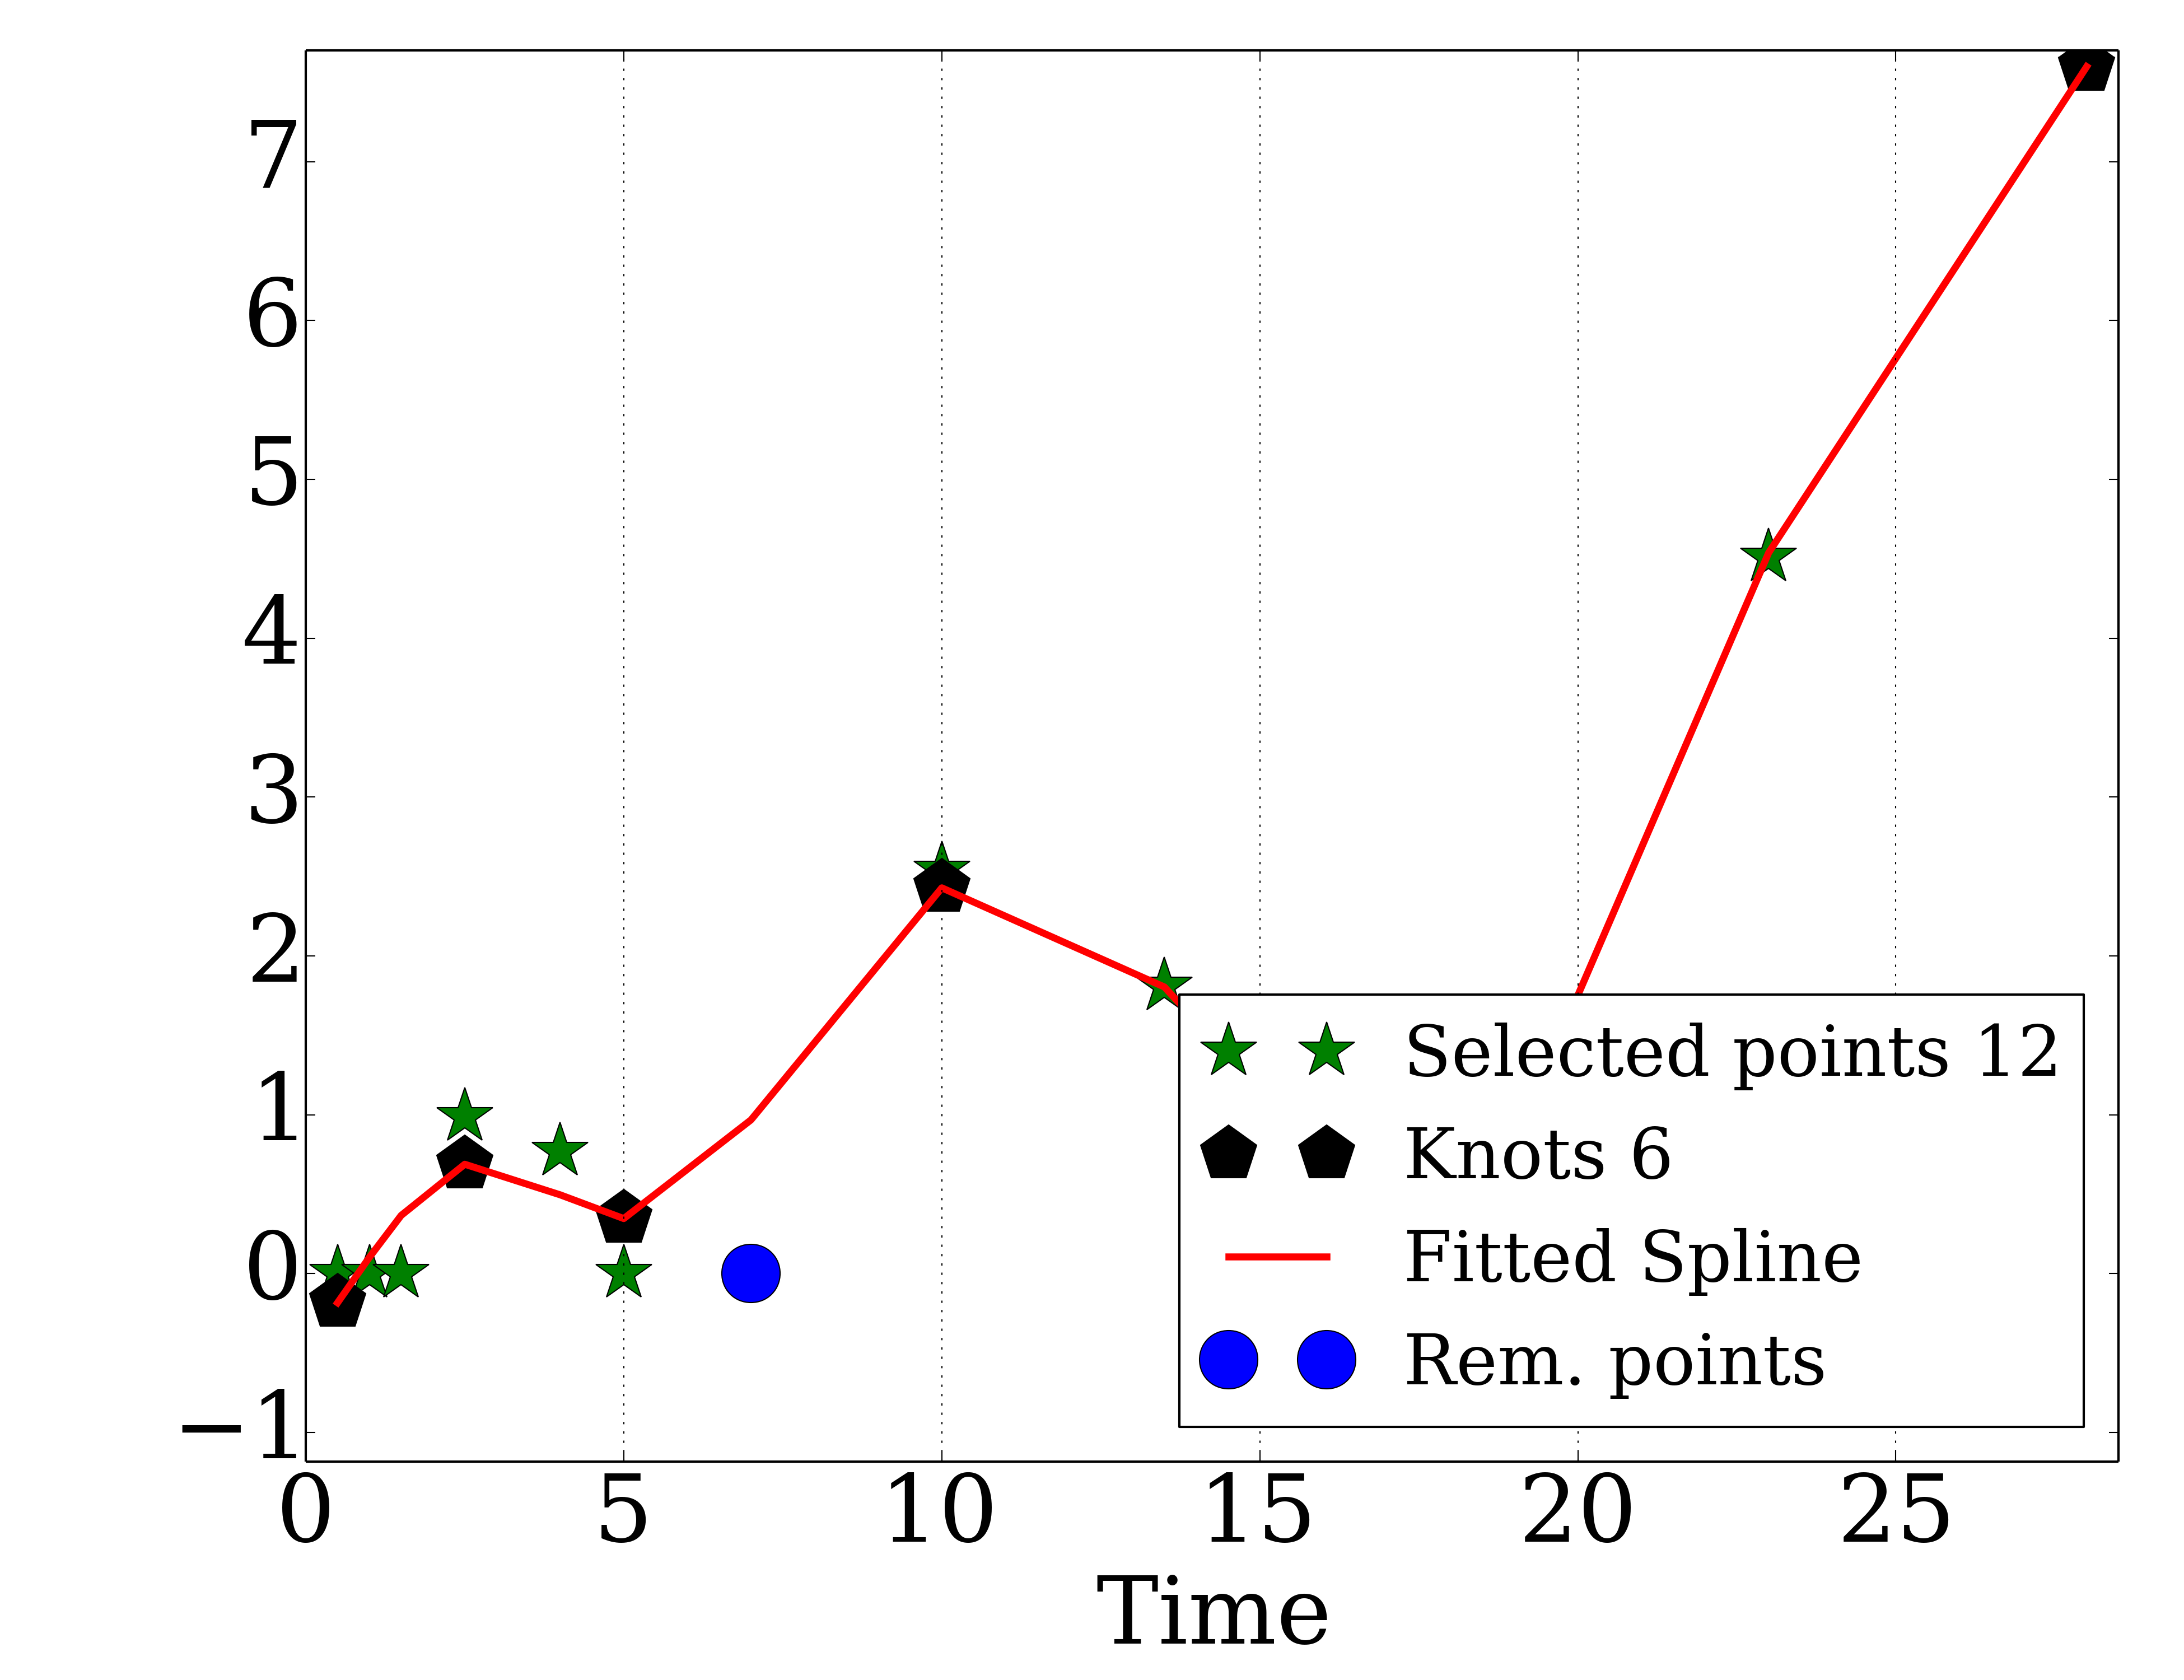 7
6
5
4
3
2
1
0
−1
Selected points 12
Knots 6
Fitted Spline
Rem. points
0 5 10 15 20 25
Time